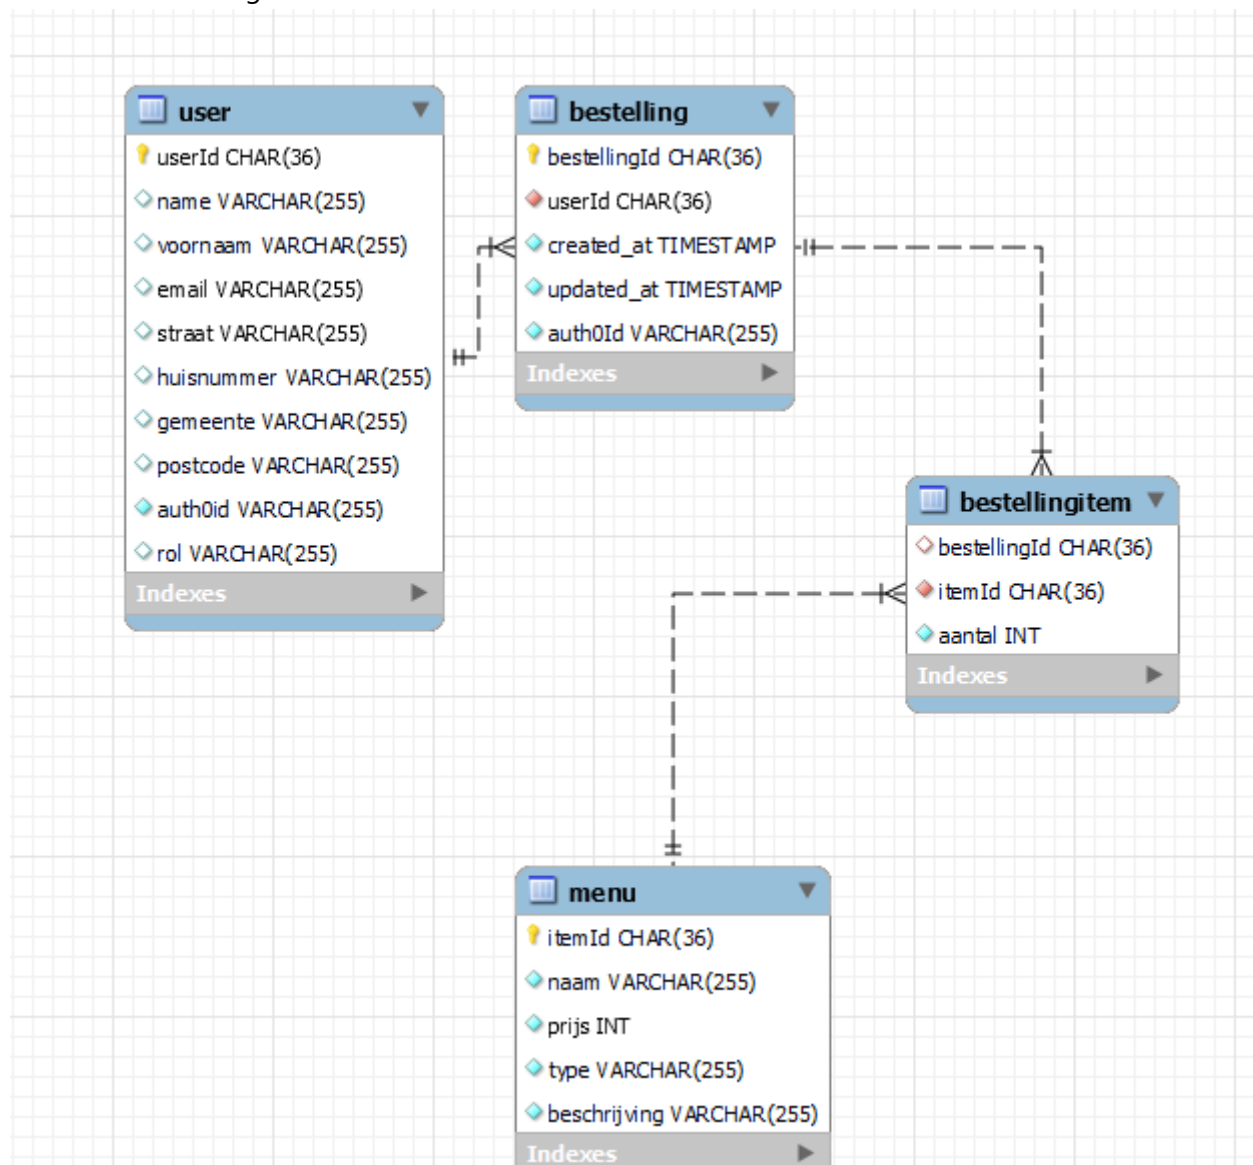 user
userId CHAR(36)
name VARCHAR(255)
voornaam VARCHAR(255)
email VARCHAR(255)
straat VARCHAR(255)
huisnummer VARCHAR(255)
gemeente VARCHAR(255)
postcode VARCHAR(255)
auth0id VARCHAR(255)
rol VARCHAR(255)
Indexes
bestelling
bestellingId CHAR(36)
userId CHAR(36)
created_at TIMESTAMP
updated_at TIMESTAMP
auth0Id VARCHAR(255)
Indexes
bestellingitem
bestellingId CHAR(36)
itemId CHAR(36)
aantal INT
Indexes
menu
itemId CHAR(36)
naam VARCHAR(255)
prijs INT
type VARCHAR(255)
beschrijving VARCHAR(255)
Indexes